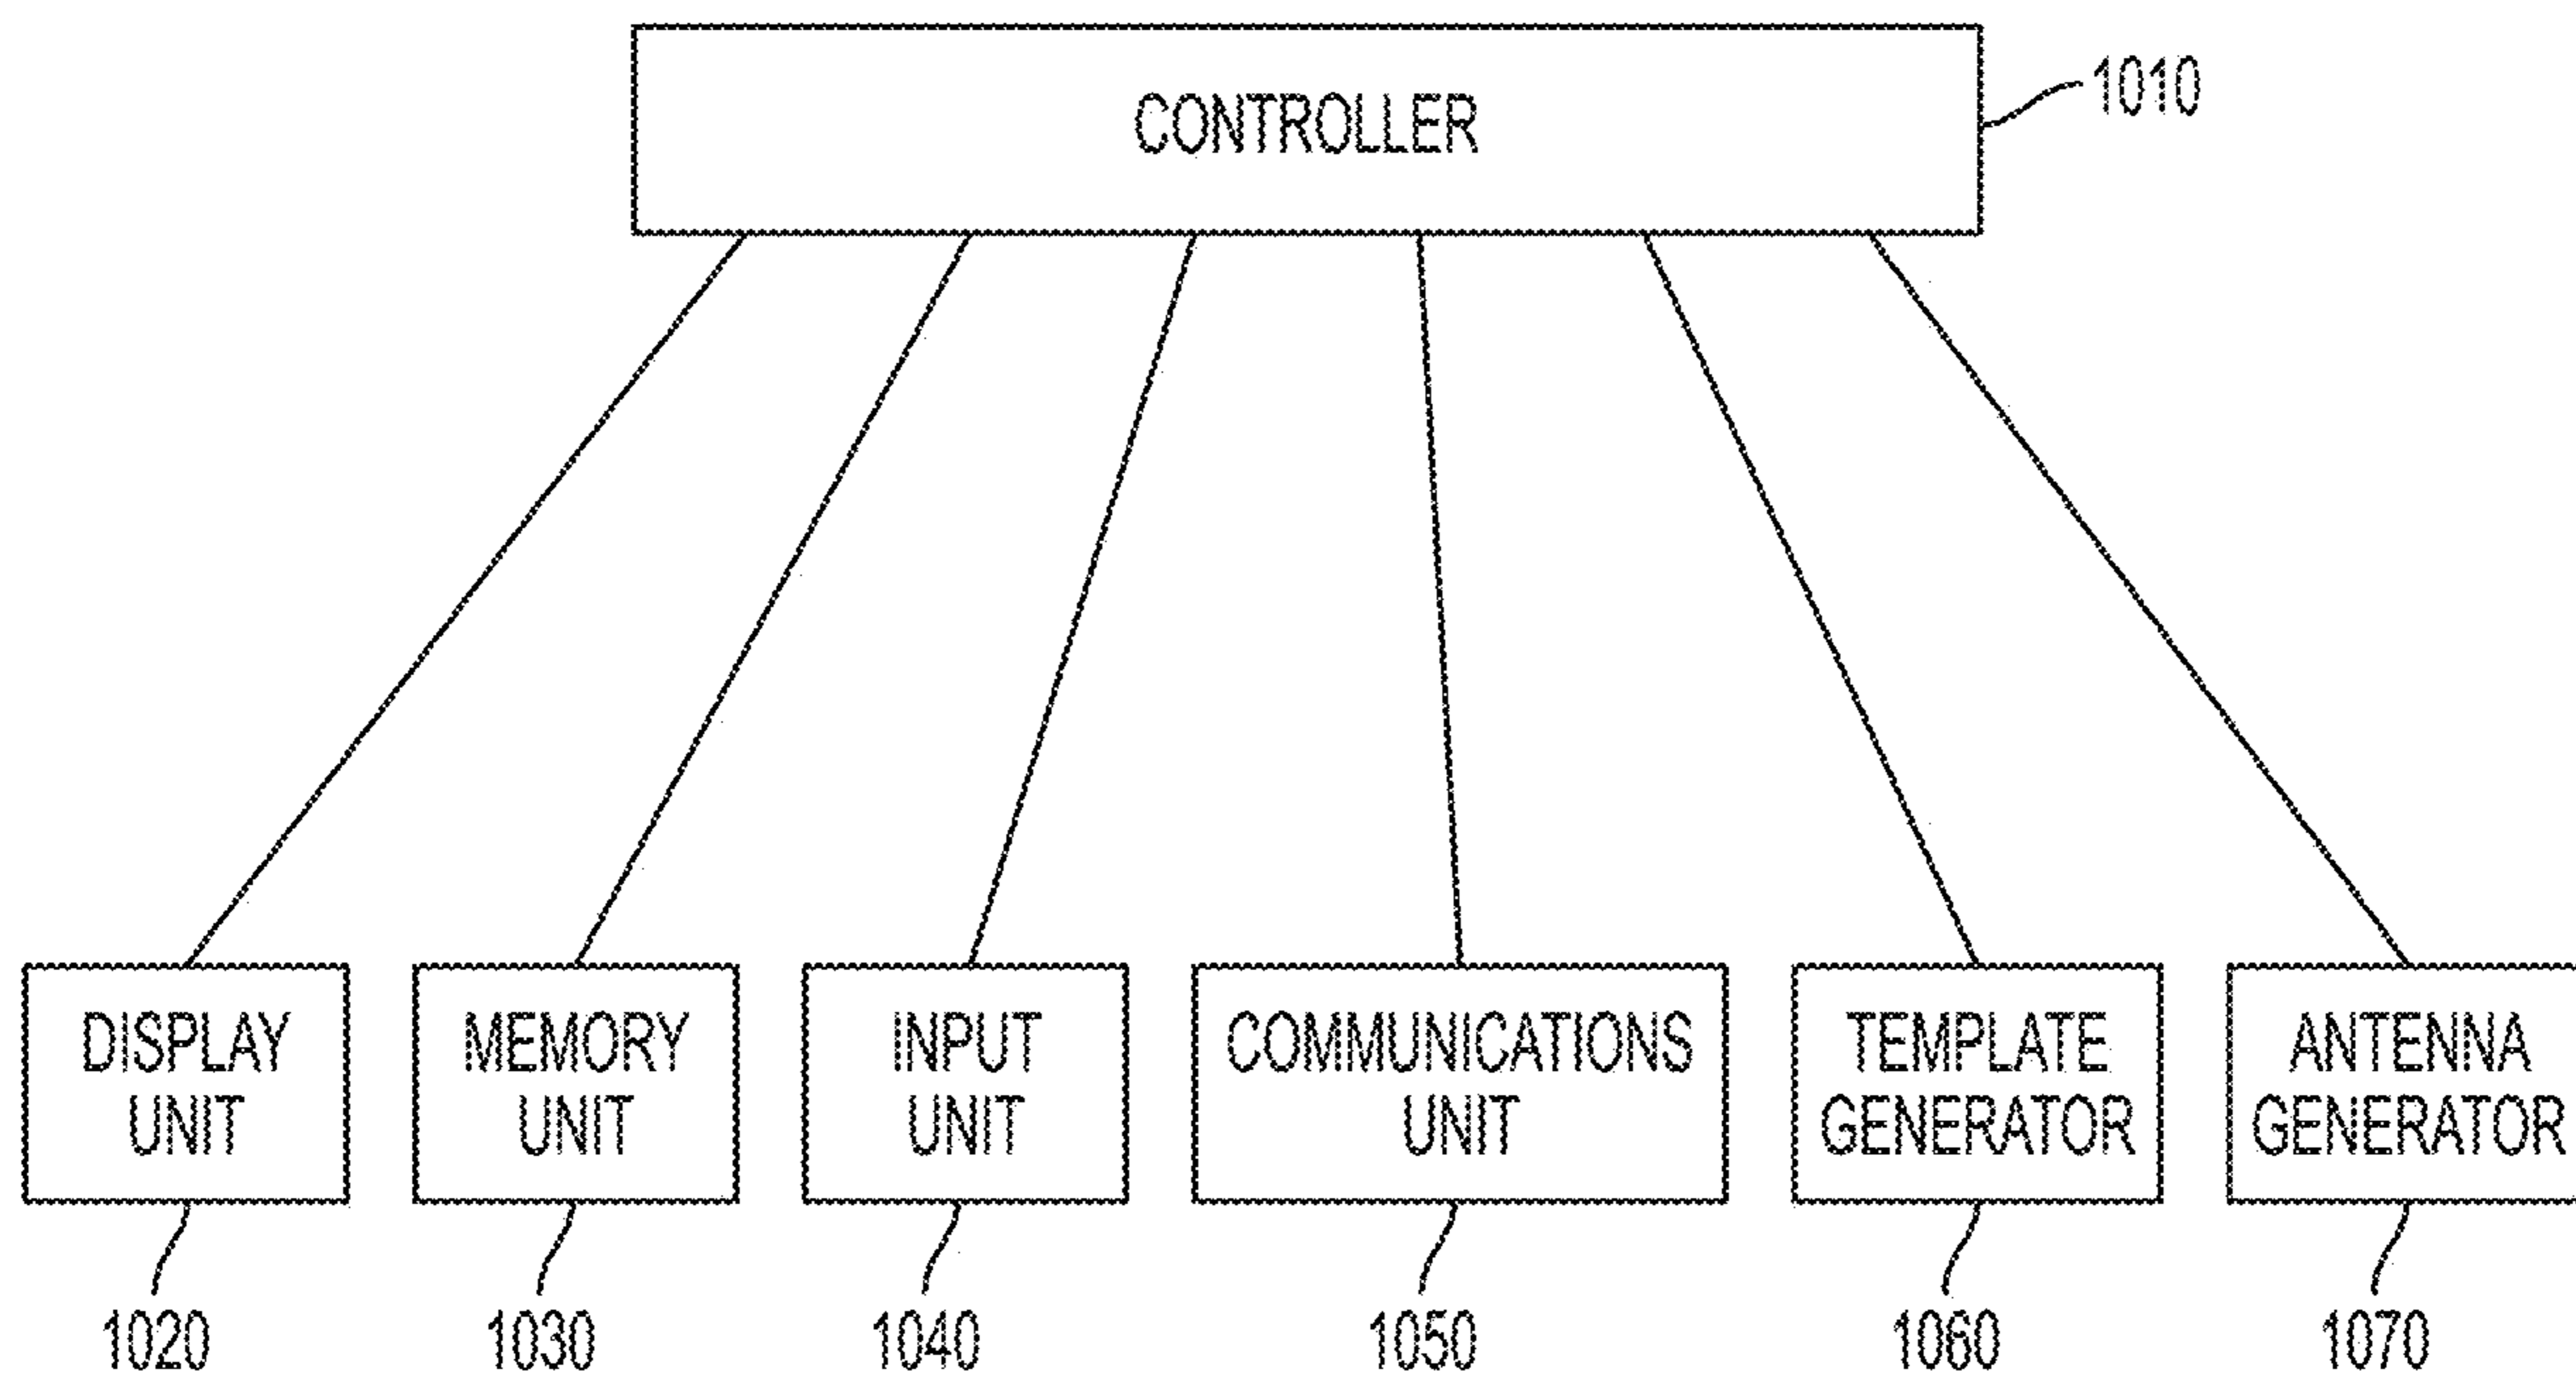 CONTROLLER
1010
DISPLAY
UNIT
MEMORY
UNIT
INPUT
UNIT
COMMUNICATIONS
UNIT
TEMPLATE
GENERATOR
ANTENNA
GENERATOR
1020
1030
1040
1050
1060
1070